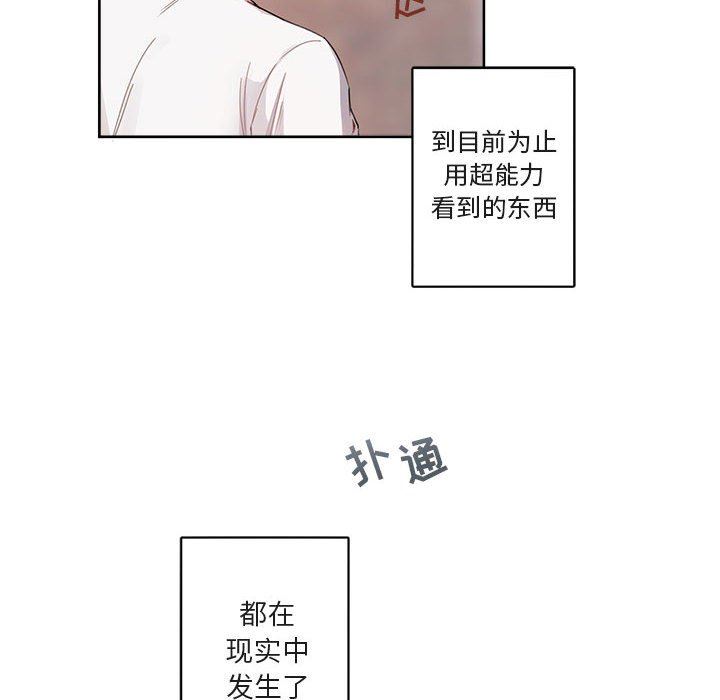 到目前为止
用超能力
看到的东西
扑通
都在
现实中
发生了